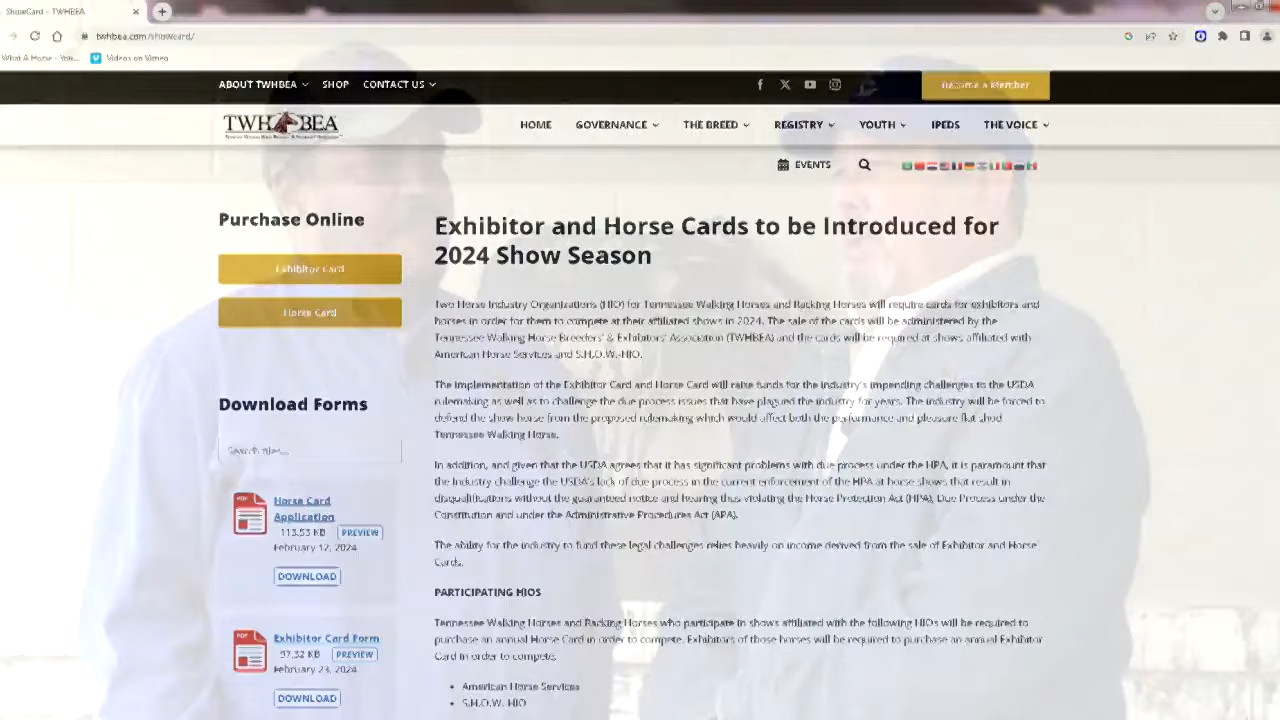 ShowCard - TWHBEA
twhbea.com/showcard/
What A Horse - You...
Videos on Vimeo
ABOUT TWHBEA
SHOP
CONTACT US
Become a Member
TWHBEA
HOME
GOVERNANCE
THE BREED
REGISTRY
YOUTH
IPEDS
THE VOICE
EVENTS
Purchase Online
Exhibitor Card
Horse Card
Download Forms
Search files...
PDF
Horse Card
Application
113.53 KB
PREVIEW
February 12, 2024
DOWNLOAD
PDF
Exhibitor Card Form
97.32 KB
PREVIEW
February 23, 2024
DOWNLOAD
Exhibitor and Horse Cards to be Introduced for
2024 Show Season
Two Horse Industry Organizations (HIO) for Tennessee Walking Horses and Racking Horses will require cards for exhibitors and
horses in order for them to compete at their affiliated shows in 2024. The sale of the cards will be administered by the
Tennessee Walking Horse Breeders' & Exhibitors' Association (TWHBEA) and the cards will be required at shows affiliated with
American Horse Services and S.H.O.W.-HIO.
The implementation of the Exhibitor Card and Horse Card will raise funds for the industry's impending challenges to the USDA
rulemaking as well as to challenge the due process issues that have plagued the industry for years. The industry will be forced to
defend the show horse from the proposed rulemaking which would affect both the performance and pleasure flat shod
Tennessee Walking Horse.
In addition, and given that the USDA agrees that it has significant problems with due process under the HPA, it is paramount that
the industry challenge the USDA's lack of due process in the current enforcement of the HPA at horse shows that result in
disqualifications without the guaranteed notice and hearing thus violating the Horse Protection Act (HPA), Due Process under the
Constitution and under the Administrative Procedures Act (APA).
The ability for the industry to fund these legal challenges relies heavily on income derived from the sale of Exhibitor and Horse
Cards.
PARTICIPATING HIOS
Tennessee Walking Horses and Racking Horses who participate in shows affiliated with the following HIOs will be required to
purchase an annual Horse Card in order to compete. Exhibitors of those horses will be required to purchase an annual Exhibitor
Card in order to compete.
• American Horse Services
• S.H.O.W. HIO